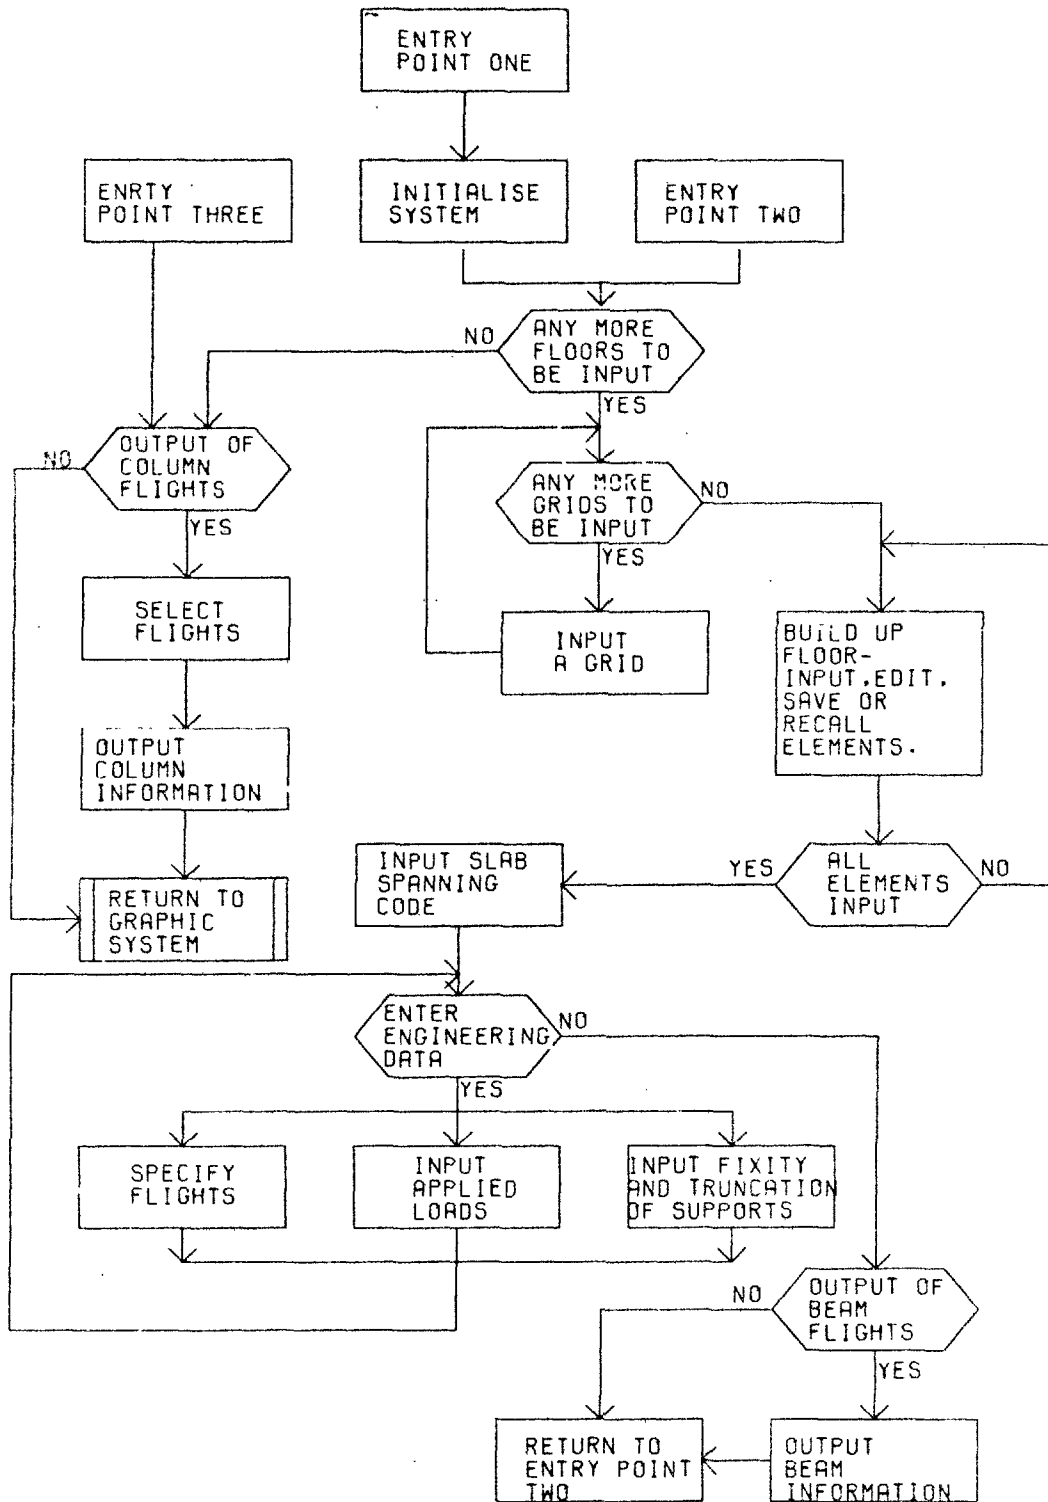 ENTRY
POINT ONE
ENRTY
POINT THREE
INITIALISE
SYSTEM
ENTRY
POINT TWO
ANY MORE
FLOORS TO
BE INPUT
NO
YES
OUTPUT OF
COLUMN
FLIGHTS
NO
YES
ANY MORE
GRIDS TO
BE INPUT
NO
YES
SELECT
FLIGHTS
INPUT
A GRID
BUILD UP
FLOOR-
INPUT.EDIT.
SAVE OR
RECALL
ELEMENTS.
OUTPUT
COLUMN
INFORMATION
RETURN TO
GRAPHIC
SYSTEM
INPUT SLAB
SPANNING
CODE
YES
ALL
ELEMENTS
INPUT
NO
ENTER
ENGINEERING
DATA
NO
YES
SPECIFY
FLIGHTS
INPUT
APPLIED
LOADS
INPUT FIXITY
AND TRUNCATION
OF SUPPORTS
NO
OUTPUT OF
BEAM
FLIGHTS
YES
RETURN TO
ENTRY POINT
TWO
OUTPUT
BEAM
INFORMATION